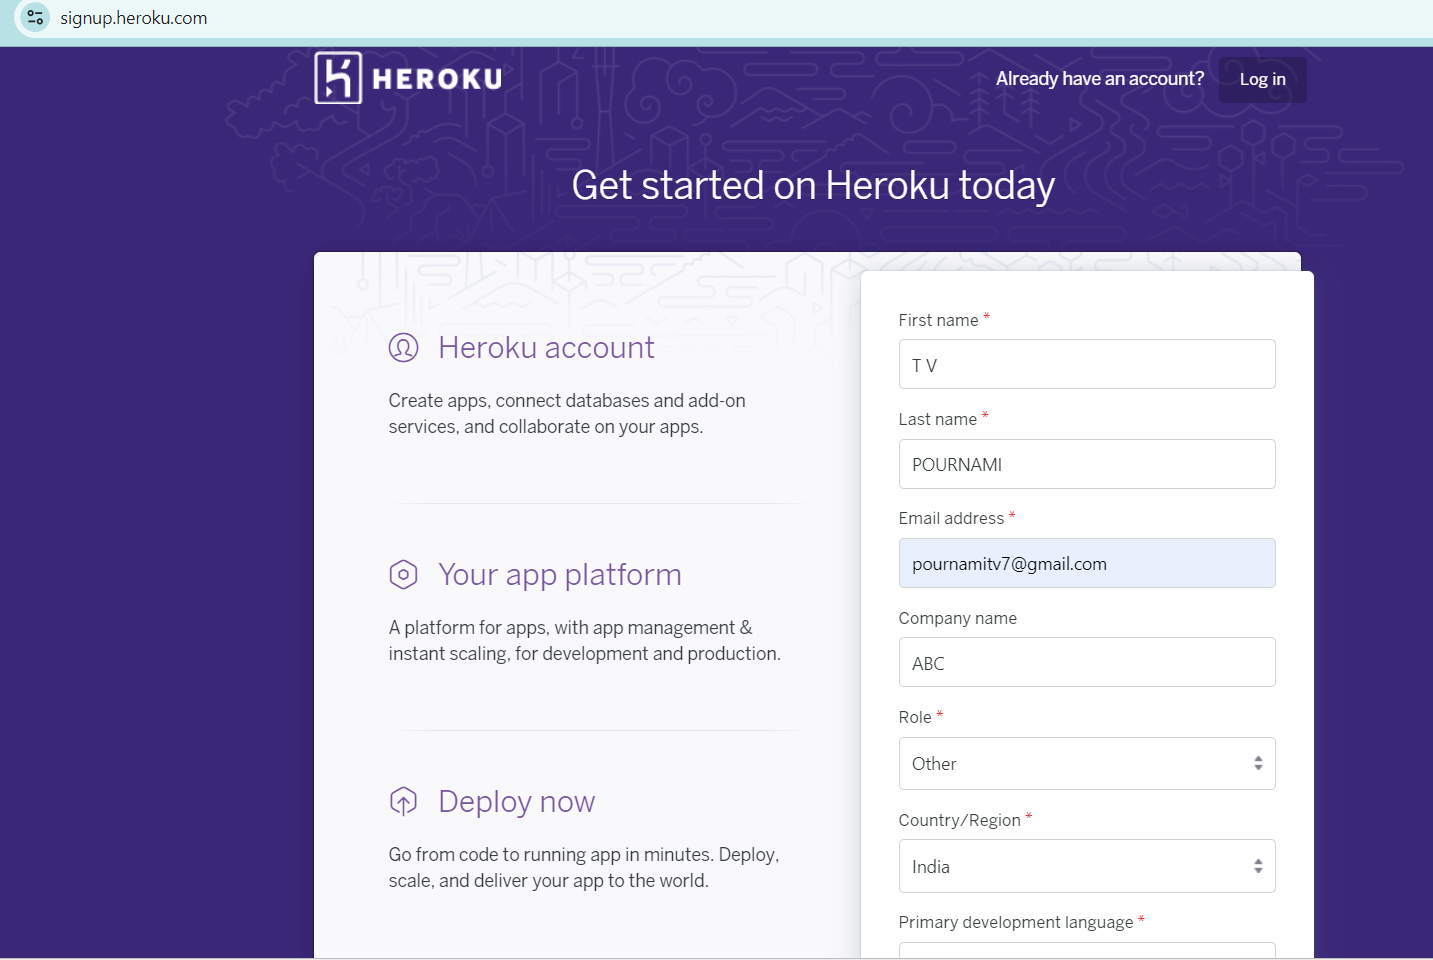 signup.heroku.com
HEROKU
Already have an account? Log in
Get started on Heroku today
Heroku account
Create apps, connect databases and add-on
services, and collaborate on your apps.
Your app platform
A platform for apps, with app management &
instant scaling, for development and production.
Deploy now
Go from code to running app in minutes. Deploy,
scale, and deliver your app to the world.
First name *
T V
Last name *
POURNAMI
Email address *
pournamitv7@gmail.com
Company name
ABC
Role *
Other
Country/Region *
India
Primary development language *